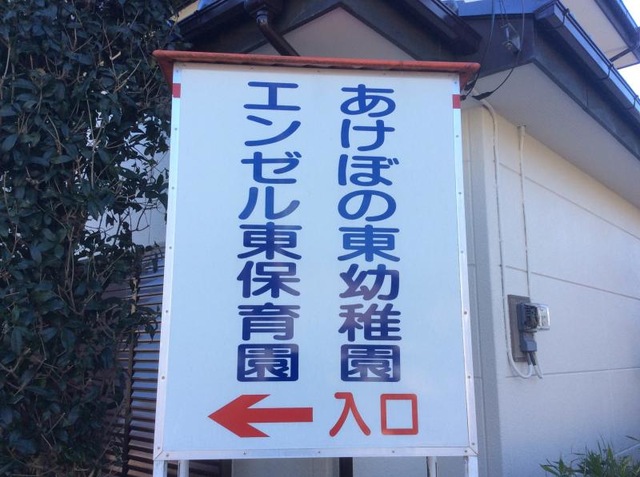 あけぼの東幼稚園
エンゼル東保育園
入口